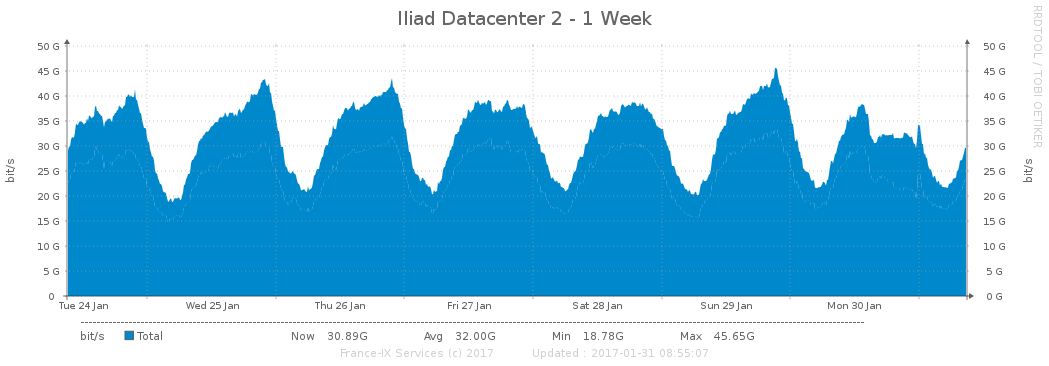 Iliad Datacenter 2 - 1 Week
RRDTOOL / TOBI OETIKER
bit/s
50 G 50 G
45 G 45 G
40 G 40 G
35 G 35 G
30 G 30 G
25 G 25 G
20 G 20 G
15 G 15 G
10 G 10 G
5 G 5 G
0 0 G
bit/s
Tue 24 Jan Wed 25 Jan Thu 26 Jan Fri 27 Jan Sat 28 Jan Sun 29 Jan Mon 30 Jan
bit/s Total Now 30.89G Avg 32.00G Min 18.78G Max 45.65G
France-IX Services (c) 2017 Updated : 2017-01-31 08:55:07